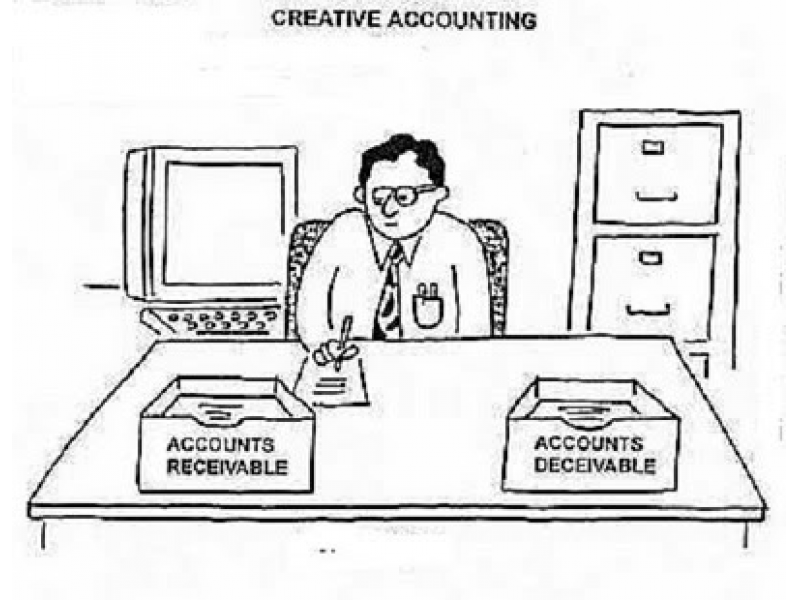 CREATIVE ACCOUNTING
ACCOUNTS
RECEIVABLE
ACCOUNTS
DECEIVABLE